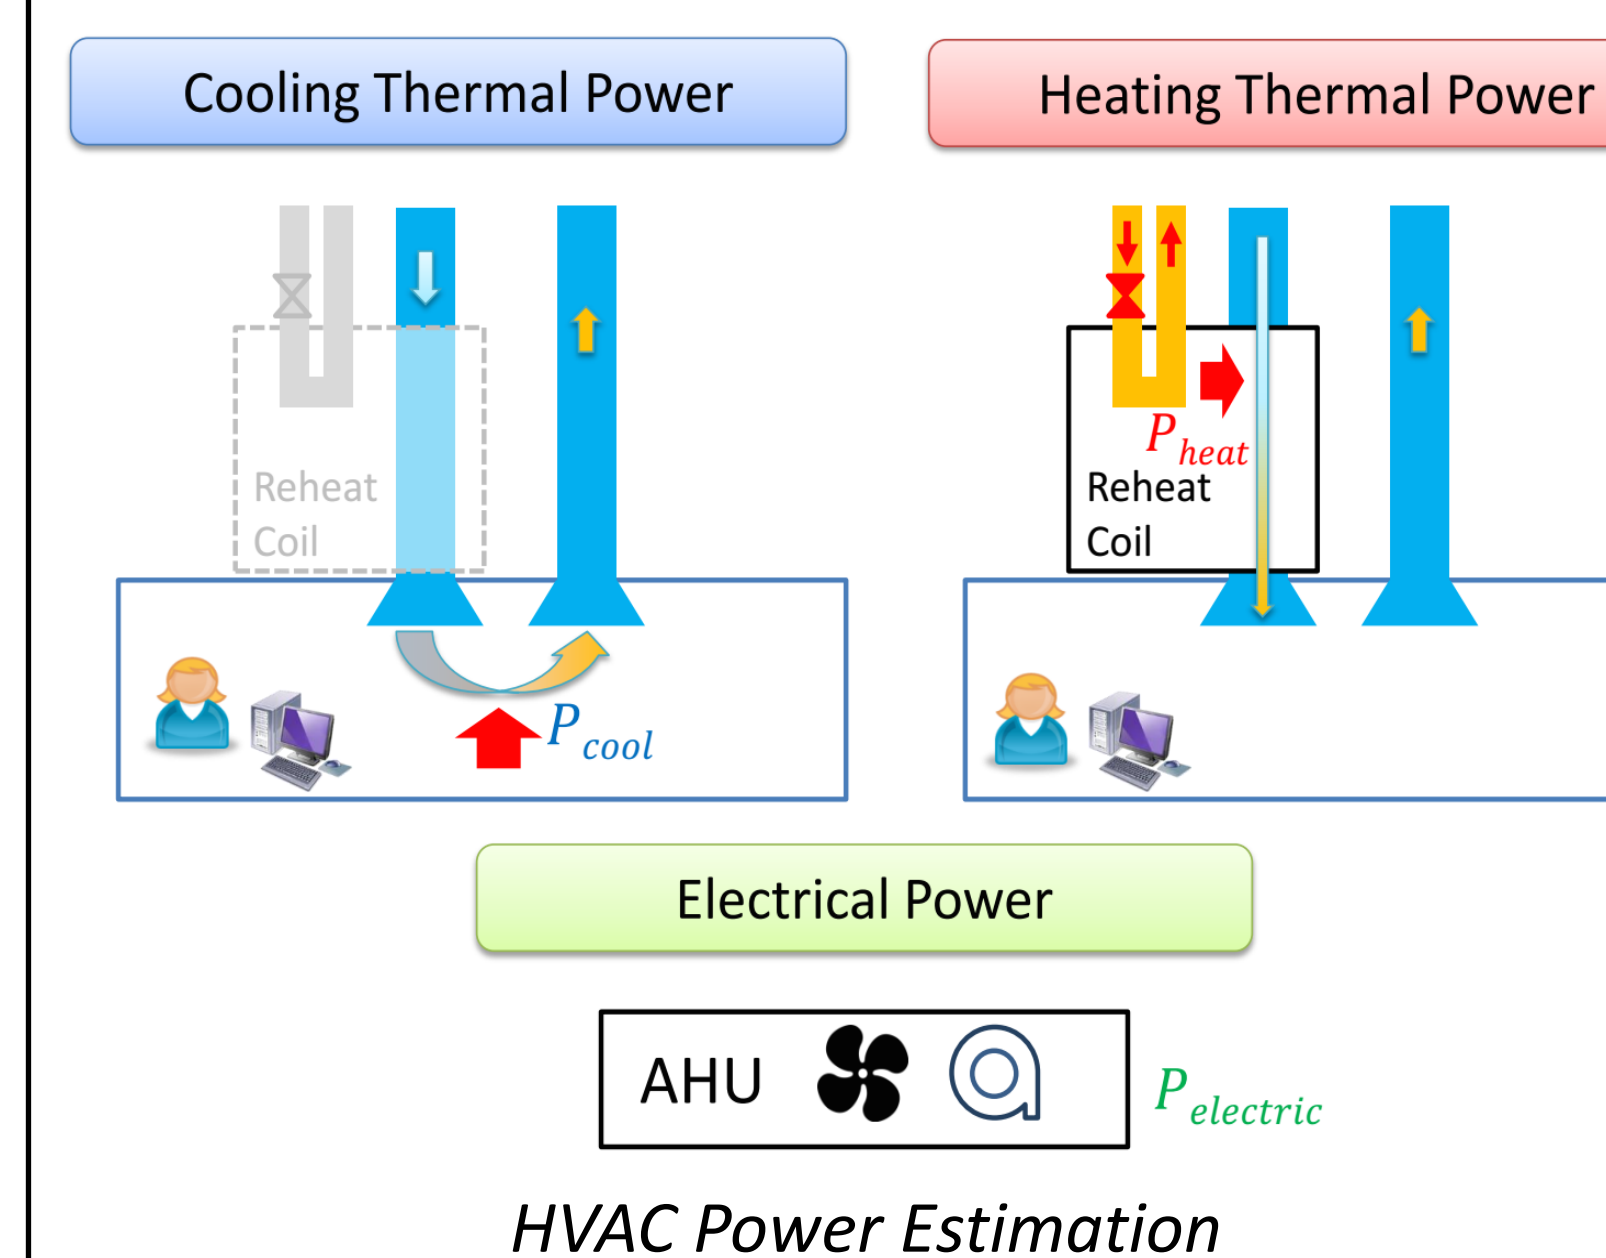 Cooling Thermal Power
Heating Thermal Power
Reheat
Coil
P cool
P heat
Reheat
Coil
Electrical Power
AHU
P electric
HVAC Power Estimation